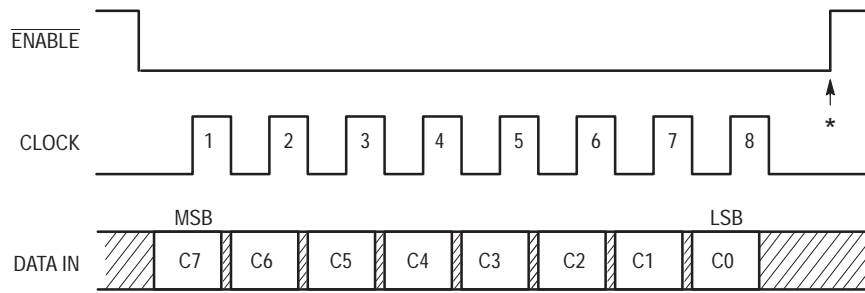 ENABLE
*
CLOCK 1 2 3 4 5 6 7 8
MSB LSB
DATA IN C7 C6 C5 C4 C3 C2 C1 C0